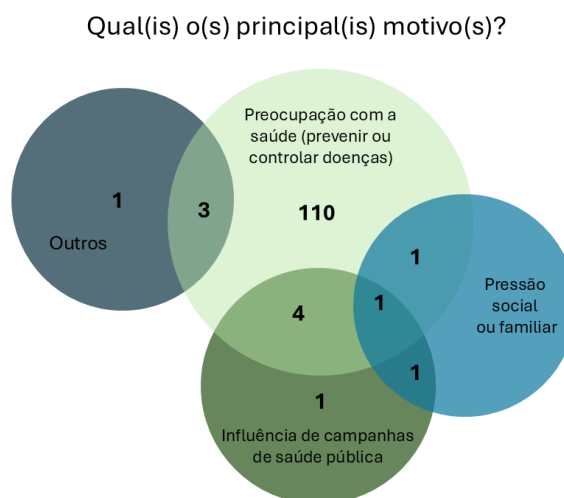 Qual(is) o(s) principal(is) motivo(s)?
Preocupação com a
saúde (prevenir ou
controlar doenças)
1
3
110
Outros
1
Pressão
social
ou familiar
4
1
1
1
Influência de campanhas
de saúde pública